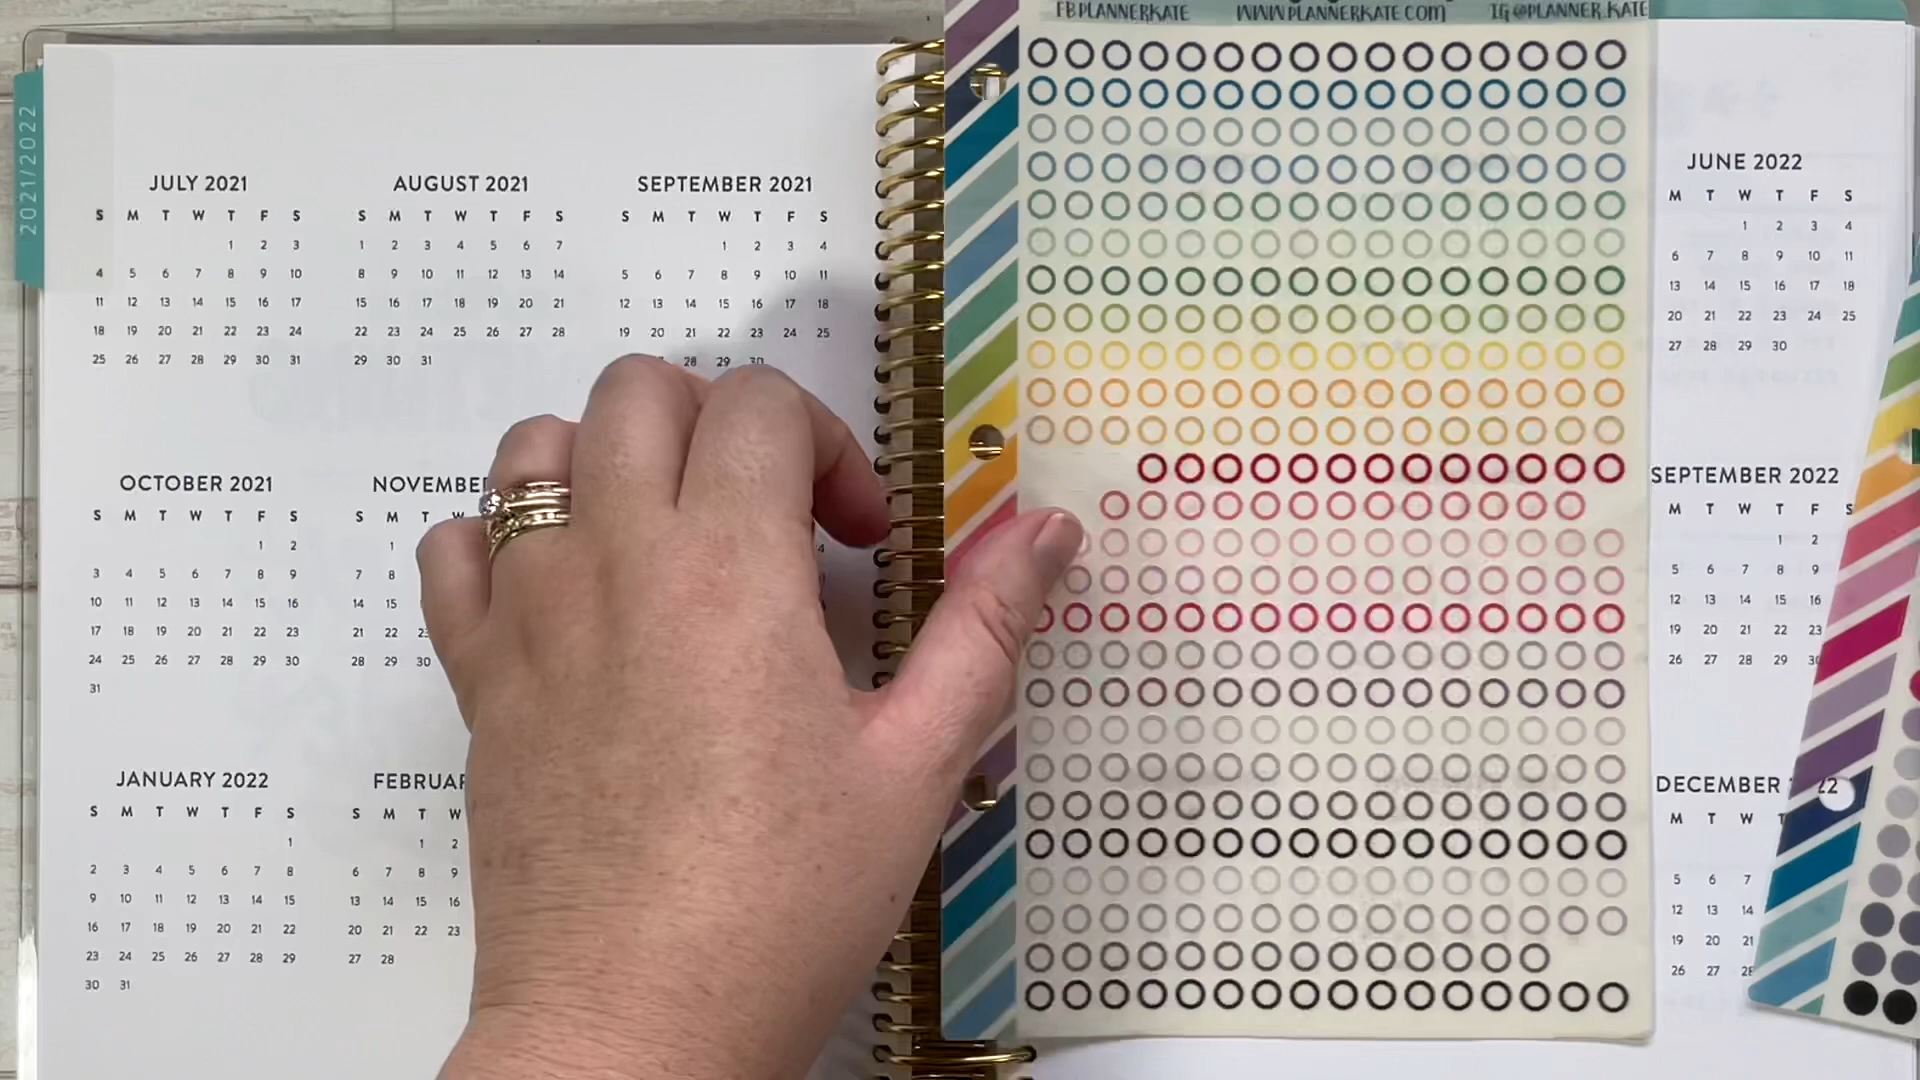 FBPLANNERKATE WWW.PLANNERKATE.COM IG@PLANNER.KATE
2021/2022
JULY 2021
S M T W T F S
1 2 3
4 5 6 7 8 9 10
11 12 13 14 15 16 17
18 19 20 21 22 23 24
25 26 27 28 29 30 31
AUGUST 2021
S M T W T F S
1 2 3 4 5 6 7
8 9 10 11 12 13 14
15 16 17 18 19 20 21
22 23 24 25 26 27 28
29 30 31
SEPTEMBER 2021
S M T W T F S
1 2 3 4
5 6 7 8 9 10 11
12 13 14 15 16 17 18
19 20 21 22 23 24 25
28 29 30
OCTOBER 2021
S M T W T F S
1 2
3 4 5 6 7 8 9
10 11 12 13 14 15 16
17 18 19 20 21 22 23
24 25 26 27 28 29 30
31
NOVEMBE
S M T W
1
7 8
14 15
21 22
28 29 30
JANUARY 2022
S M T W T F S
1
2 3 4 5 6 7 8
9 10 11 12 13 14 15
16 17 18 19 20 21 22
23 24 25 26 27 28 29
30 31
FEBRUAR
S M T W
1 2
6 7 8 9
13 14 15 16
20 21 22 23
27 28
JUNE 2022
M T W T F S
1 2 3 4
6 7 8 9 10 11
13 14 15 16 17 18
20 21 22 23 24 25
27 28 29 30
SEPTEMBER 2022
M T W T F S
1 2
5 6 7 8 9
12 13 14 15 16
19 20 21 22 23
26 27 28 29
DECEMBER 22
M T W T
5 6 7
12 13 14
19 20 21
26 27 28